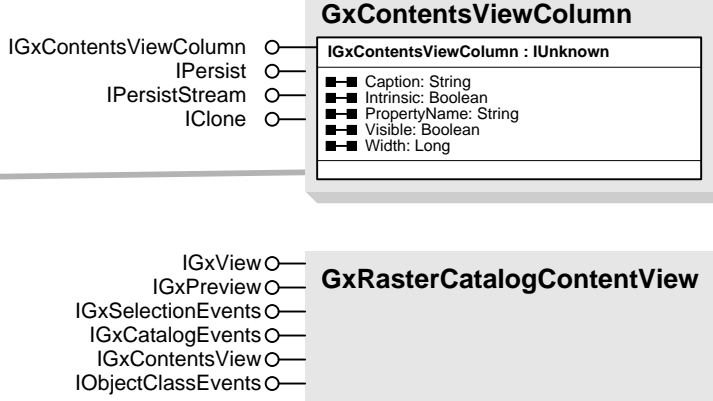 GxContentsViewColumn
IGxContentsViewColumn
IPersist
IPersistStream
IClone
IGxContentsViewColumn : IUnknown
Caption: String
Intrinsic: Boolean
PropertyName: String
Visible: Boolean
Width: Long
IGxView
IGxPreview
IGxSelectionEvents
IGxCatalogEvents
IGxContentsView
IObjectClassEvents
GxRasterCatalogContentView